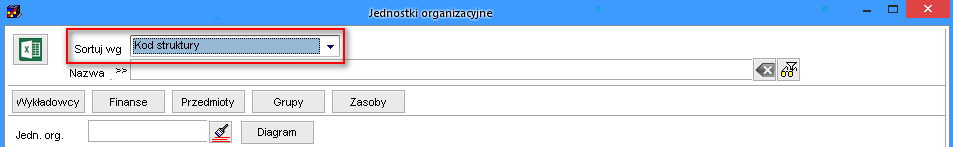 Jednostki organizacyjne
Sortuj wg Kod struktury
Nazwa >>
Wykładowcy Finanse Przedmioty Grupy Zasoby
Jedn. org. Diagram